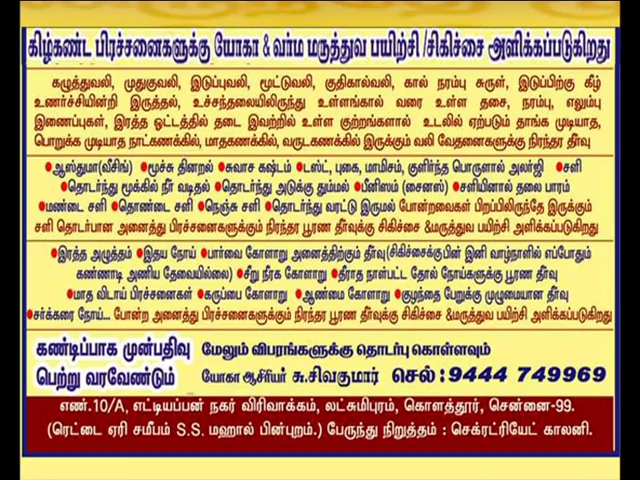 கிழ்கண்ட பிரச்சனைகளுக்கு யோகா & வர்ம மருத்துவ பயிற்சி /சிகிச்சை அளிக்கப்படுகிறது
கழுத்துவலி, முதுகுவலி, இடுப்புவலி, மூட்டுவலி, குதிகால்வலி, கால் நரம்பு சுருள், இடுப்பிற்கு கீழ்
உணர்ச்சியின்றி இருத்தல், உச்சந்தலையிலிருந்து உள்ளங்கால் வரை உள்ள தசை, நரம்பு, எலும்பு
இணைப்புகள், இரத்த ஓட்டத்தில் தடை இவற்றில் உள்ள குற்றங்களால் உடலில் ஏற்படும் தாங்க முடியாத,
பொறுக்க முடியாத நாட்கணக்கில், மாதகணக்கில், வருடகணக்கில் இருக்கும் வலி வேதனைகளுக்கு நிரந்தர தீர்வு
•ஆஸ்துமா(வீசிங்) •மூச்சு தினறல் •சுவாச கஷ்டம் •டஸ்ட், புகை, மாமிசம், குளிர்ந்த பொருளால் அலர்ஜி •சளி
•தொடர்ந்து மூக்கில் நீர் வடிதல் •தொடர்ந்து அடுக்கு தும்மல் •பீனிஸம் (சைனஸ்) •சளியினால் தலை பாரம்
•மண்டை சளி •தொண்டை சளி •நெஞ்சு சளி •தொடர்ந்து வரட்டு இருமல் போன்றவைகள் பிறப்பிலிருந்தே இருக்கும்
சளி தொடர்பான அனைத்து பிரச்சனைகளுக்கும் நிரந்தர பூரண தீர்வுக்கு சிகிச்சை &மருத்துவ பயிற்சி அளிக்கப்படுகிறது
•இரத்த அழுத்தம் •இதய நோய் •பார்வை கோளாறு அனைத்திற்கும் தீர்வு(சிகிச்சைக்குபின் இனி வாழ்நாளில் எப்போதும்
கண்ணாடி அணிய தேவையில்லை) •சிறு நீரக கோளாறு •தீராத நாள்பட்ட தோல் நோய்களுக்கு பூரண தீர்வு
•மாத விடாய் பிரச்சனைகள் •கருப்பை கோளாறு •ஆண்மை கோளாறு •குழந்தை பேறுக்கு முழுமையான தீர்வு
•சர்க்கரை நோய்... போன்ற அனைத்து பிரச்சனைகளுக்கும் நிரந்தர பூரண தீர்வுக்கு சிகிச்சை &மருத்துவ பயிற்சி அளிக்கப்படுகிறது
கண்டிப்பாக முன்பதிவு
பெற்று வரவேண்டும்
மேலும் விபரங்களுக்கு தொடர்பு கொள்ளவும்
யோகா ஆசிரியர் சு.சிவகுமார் செல் : 9444 749969
எண்.10/A, எட்டியப்பன் நகர் விரிவாக்கம், லட்சுமிபுரம், கொளத்தூர், சென்னை-99.
(ரெட்டை ஏரி சமீபம் S.S. மஹால் பின்புறம்.) பேருந்து நிறுத்தம் : செக்ரட்ரியேட் காலனி.